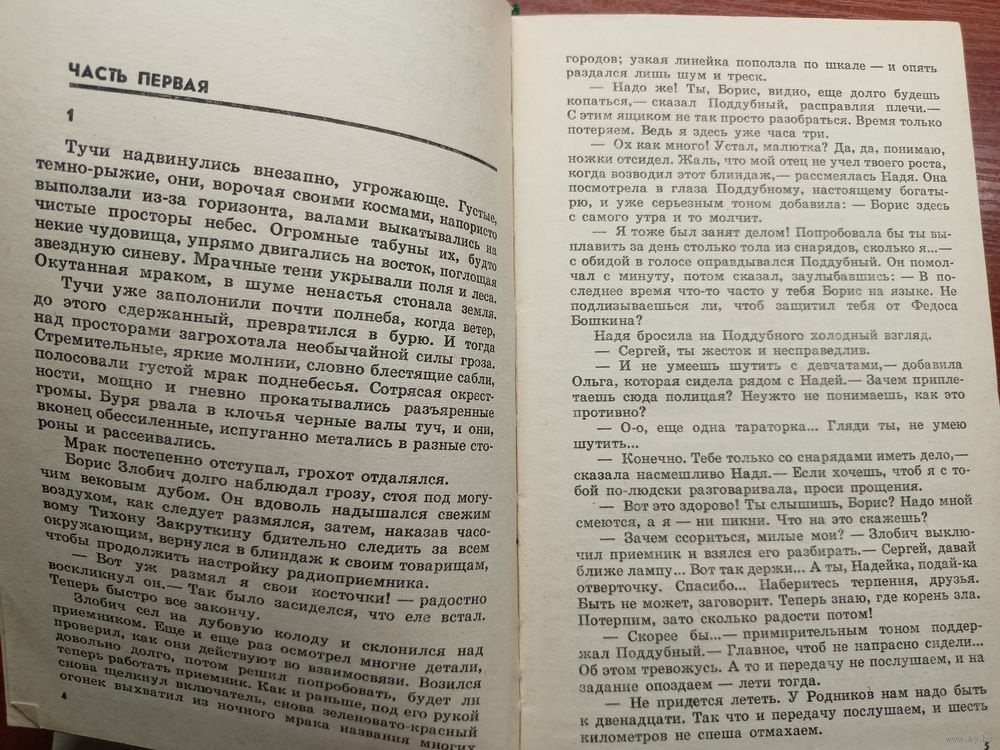 ЧАСТЬ ПЕРВАЯ
1
Тучи надвинулись внезапно, угрожающе. Густые,
темно-рыжие, они, ворочая своими космами, напористо
выползали из-за горизонта, валами выкатывались на
чистые просторы небес. Огромные табуны их, будто
некие чудовища, упрямо двигались на восток, поглощая
звездную синеву. Мрачные тени укрывали поля и леса.
Окутанная мраком, в шуме ненастья стонала земля.
Тучи уже заполонили почти полнеба, когда ветер,
до этого сдержанный, превратился в бурю. И тогда
над просторами загрохотала необычайной силы гроза.
Стремительные, яркие молнии, словно блестящие сабли,
полосовали густой мрак поднебесья. Сотрясая окрест-
ности, мощно и гневно прокатывались разъяренные
громы. Буря рвала в клочья черные валы туч, и они,
вконец обессиленные, испуганно метались в разные сто-
роны и рассеивались.
Мрак постепенно отступал, грохот отдалялся.
Борис Злобич долго наблюдал грозу, стоя под могу-
чим вековым дубом. Он вдоволь надышался свежим
воздухом, как следует размялся, затем, наказав часо-
вому Тихону Закруткину бдительно следить за всем
окружающим, вернулся в блиндаж к своим товарищам,
чтобы продолжить настройку радиоприемника.
— Вот уж размял я свои косточки! — радостно
воскликнул он.— Так было засиделся, что еле встал.
Теперь быстро все закончу.
Злобич сел на дубовую колоду и склонился над
приемником. Еще и еще раз осмотрел многие детали,
проверил, как они действуют во взаимосвязи. Возился
довольно долго, потом решил попробовать, будет ли
теперь работать приемник. Как и раньше, под его рукой
снова щелкнул включатель, снова зеленовато-красный
огонек выхватил из ночного мрака названия многих
4
городов; узкая линейка поползла по шкале — и опять
раздался лишь шум и треск.
— Надо же! Ты, Борис, видно, еще долго будешь
копаться,— сказал Поддубный, расправляя плечи.—
С этим ящиком не так просто разобраться. Время только
потеряем. Ведь я здесь уже часа три.
— Ох как много! Устал, малютка? Да, да, понимаю,
ножки отсидел. Жаль, что мой отец не учел твоего роста,
когда возводил этот блиндаж,— рассмеялась Надя. Она
посмотрела в глаза Поддубному, настоящему богаты-
рю, и уже серьезным тоном добавила: — Борис здесь
с самого утра и то молчит.
— Я тоже был занят делом! Попробовала бы ты вы-
плавить за день столько тола из снарядов, сколько я...—
с обидой в голосе оправдывался Поддубный. Он помол-
чал с минуту, потом сказал, заулыбавшись: — В по-
следнее время что-то часто у тебя Борис на языке. Не
подлизываешься ли, чтоб защитил тебя от Федоса
Бошкина?
Надя бросила на Поддубного холодный взгляд.
— Сергей, ты жесток и несправедлив.
— И не умеешь шутить с девчатами,— добавила
Ольга, которая сидела рядом с Надей.— Зачем припле-
таешь сюда полицая? Неужто не понимаешь, как это
противно?
— О-о, еще одна тараторка... Гляди ты, не умею
шутить...
— Конечно. Тебе только со снарядами иметь дело,—
сказала насмешливо Надя.— Если хочешь, чтоб я с то-
бой по-людски разговаривала, проси прощения.
— Вот это здорово! Ты слышишь, Борис? Надо мной
смеются, а я — ни пикни. Что на это скажешь?
— Зачем ссориться, милые мои? — Злобич выклю-
чил приемник и взялся его разбирать.— Сергей, давай
ближе лампу... Вот так держи... А ты, Надейка, подай-ка
отверточку. Спасибо... Наберитесь терпения, друзья.
Быть не может, заговорит. Теперь знаю, где корень зла.
Потерпим, зато сколько радости потом!
— Скорее бы...— примирительным тоном поддер-
жал Поддубный.— Главное, чтоб не напрасно сидели...
Об этом тревожусь. А то и передачу не послушаем, и на
задание опоздаем — лети тогда.
— Не придется лететь. У Родников нам надо быть
к двенадцати. Так что и передачу послушаем, и шесть
километров не спеша отмахаем.
www.ay.by